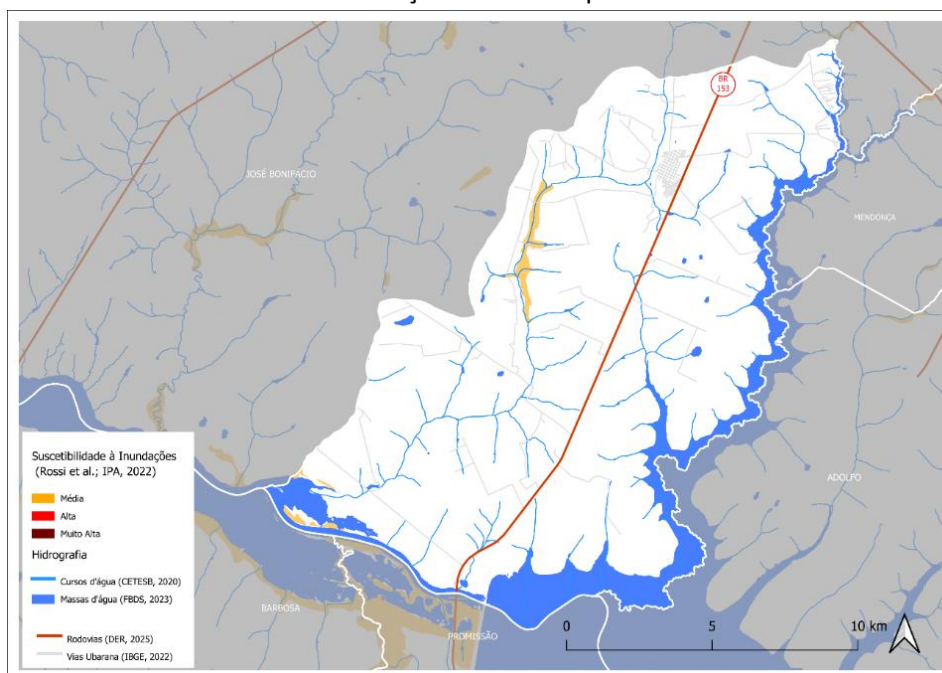 BR
153
JOSÉ BONIFÁCIO
MENDONÇA
ADOLFO
BARBOSA
PROMISSÃO
Suscetibilidade à Inundações
(Rossi et al.; IPA, 2022)
Média
Alta
Muito Alta
Hidrografia
Cursos d'água (CETESB, 2020)
Massas d'água (FBDS, 2023)
Rodovias (DER, 2025)
Vias Ubarana (IBGE, 2022)
0 5 10 km